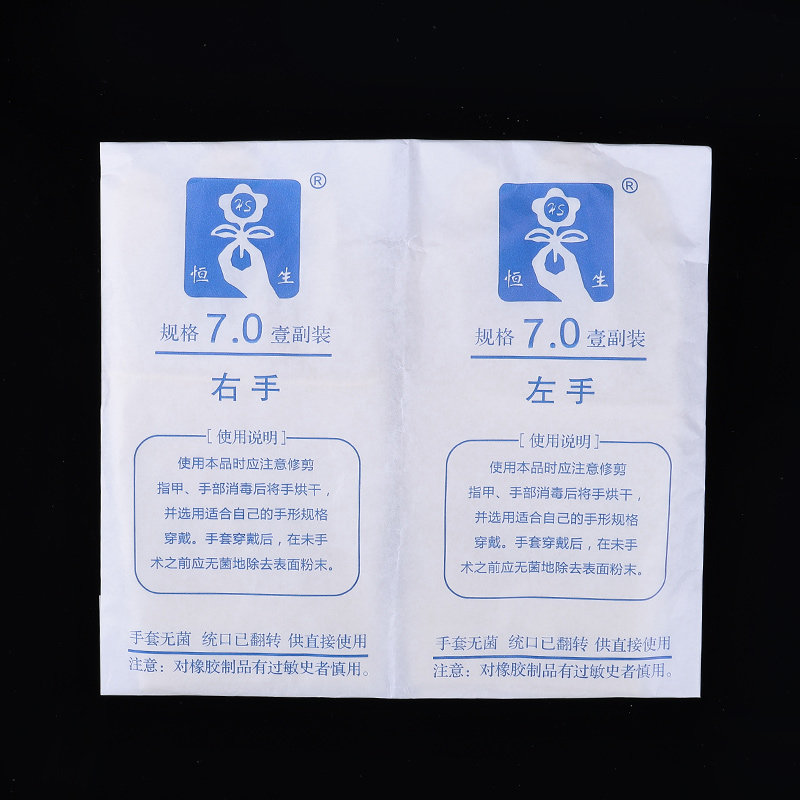 HS
恒 生
®
规格 7.0 壹副装
右手
[使用说明]
使用本品时应注意修剪
指甲、手部消毒后将手烘干，
并选用适合自己的手形规格
穿戴。手套穿戴后，在未手
术之前应无菌地除去表面粉末。
手套无菌 统口已翻转 供直接使用
注意：对橡胶制品有过敏史者慎用。
HS
恒 生
®
规格 7.0 壹副装
左手
[使用说明]
使用本品时应注意修剪
指甲、手部消毒后将手烘干，
并选用适合自己的手形规格
穿戴。手套穿戴后，在未手
术之前应无菌地除去表面粉末。
手套无菌 统口已翻转 供直接使用
注意：对橡胶制品有过敏史者慎用。